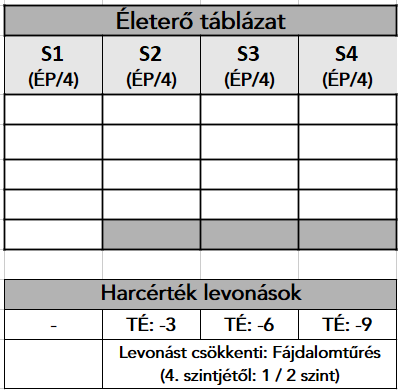 Életerő táblázat
S1 S2 S3 S4
(ÉP/4) (ÉP/4) (ÉP/4) (ÉP/4)
Harcérték levonások
- TÉ: -3 TÉ: -6 TÉ: -9
Levonást csökkenti: Fájdalomtűrés
(4. szintjétől: 1 / 2 szint)